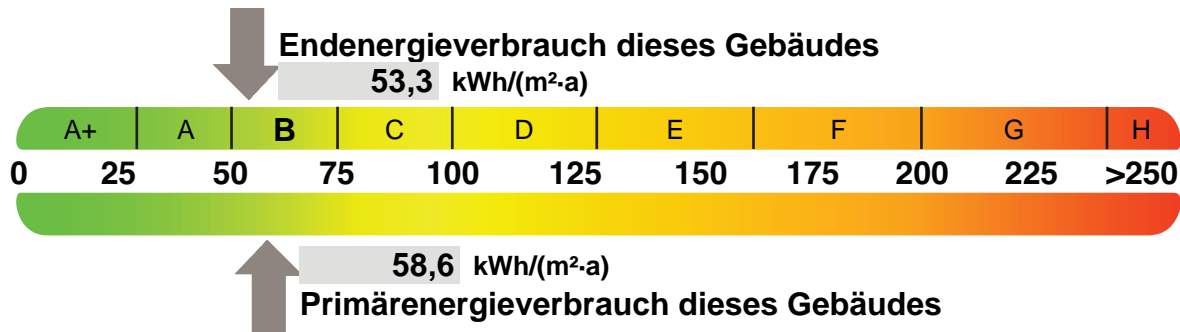 Endenergieverbrauch dieses Gebäudes
53,3 kWh/(m²·a)
A+ A B C D E F G H
0 25 50 75 100 125 150 175 200 225 >250
58,6 kWh/(m²·a)
Primärenergieverbrauch dieses Gebäudes